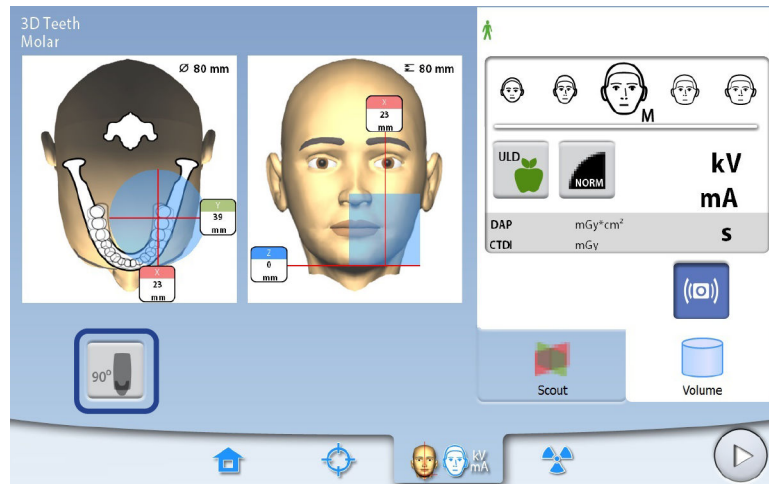 3D Teeth
Molar
Ø 80 mm
80 mm
X
23
mm
Y
39
mm
X
23
mm
Z
0
mm
M
ULD
NORM
kV
mA
s
DAP mGy*cm²
CTDI mGy
90°
Scout
Volume
kV
mA